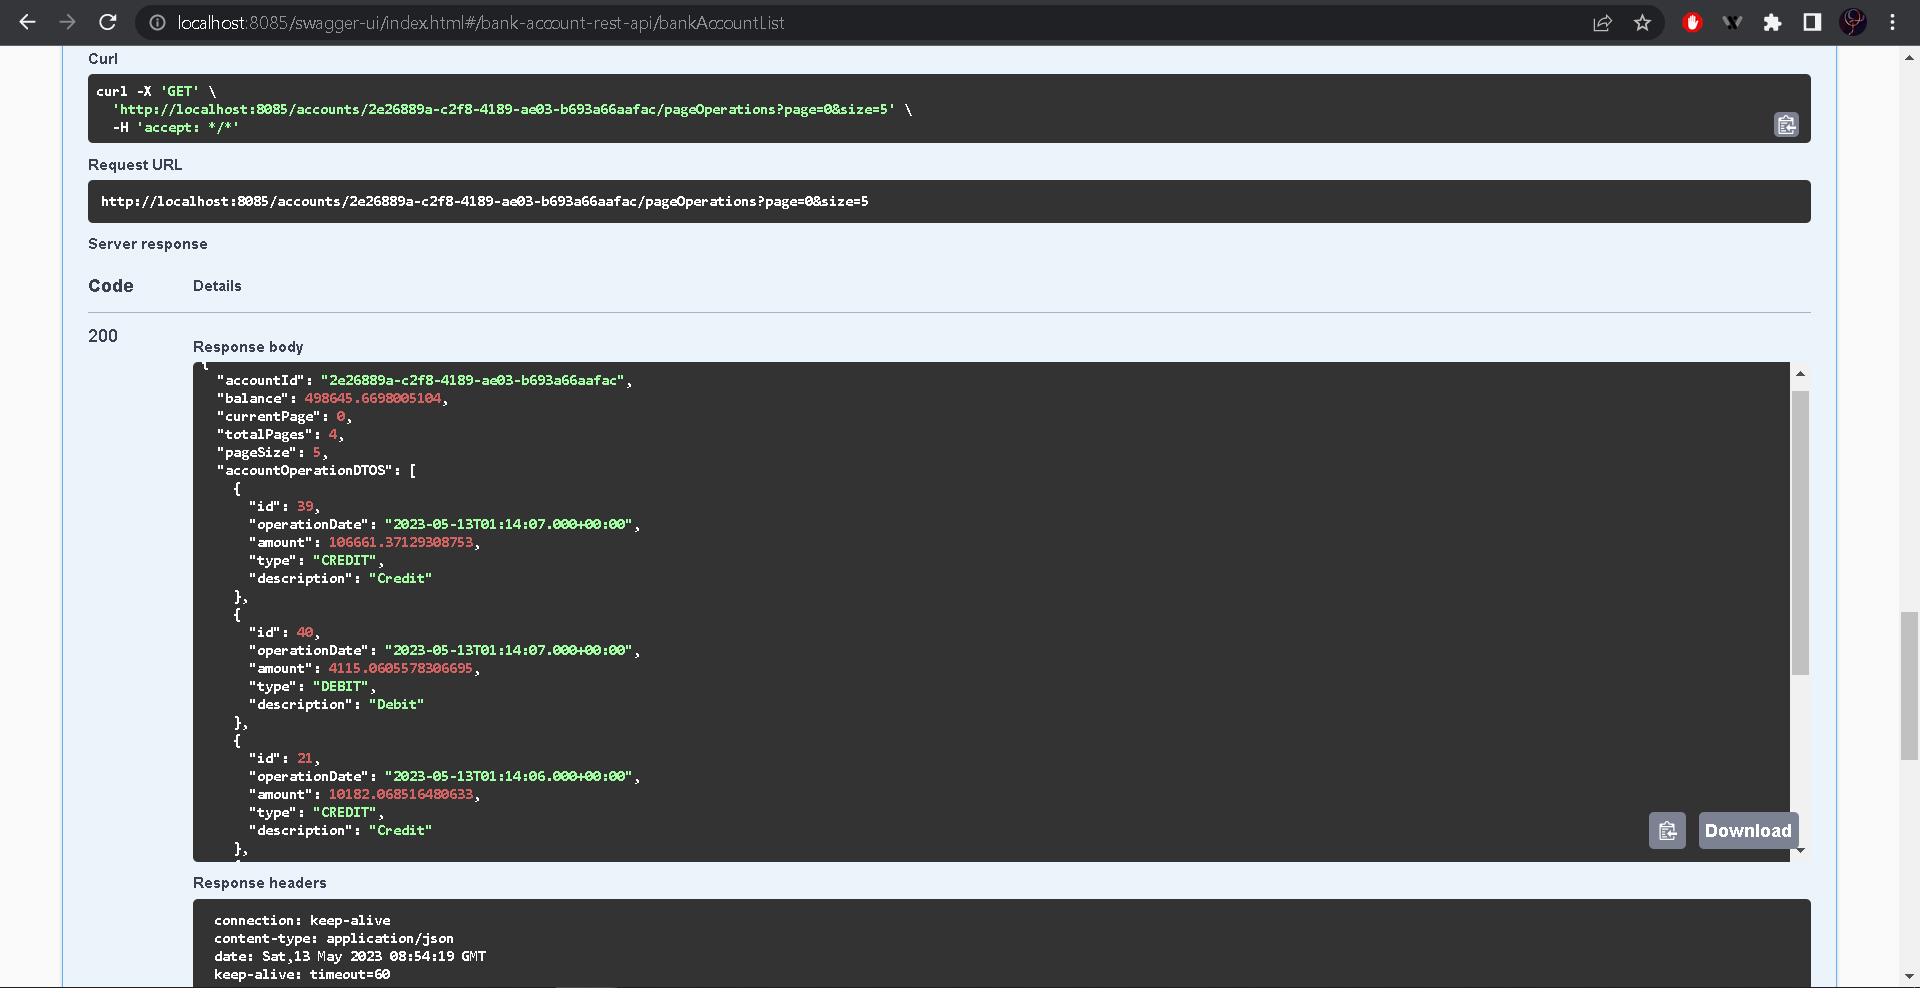 localhost:8085/swagger-ui/index.html#/bank-account-rest-api/bankAccountList
Curl
curl -X 'GET' \
'http://localhost:8085/accounts/2e26889a-c2f8-4189-ae03-b693a66aafac/pageOperations?page=0&size=5' \
-H 'accept: */*'
Request URL
http://localhost:8085/accounts/2e26889a-c2f8-4189-ae03-b693a66aafac/pageOperations?page=0&size=5
Server response
Code Details
200
Response body
{
"accountId": "2e26889a-c2f8-4189-ae03-b693a66aafac",
"balance": 498645.6698005104,
"currentPage": 0,
"totalPages": 4,
"pageSize": 5,
"accountOperationDTOS": [
{
"id": 39,
"operationDate": "2023-05-13T01:14:07.000+00:00",
"amount": 106661.37129308753,
"type": "CREDIT",
"description": "Credit"
},
{
"id": 40,
"operationDate": "2023-05-13T01:14:07.000+00:00",
"amount": 4115.0605578306695,
"type": "DEBIT",
"description": "Debit"
},
{
"id": 21,
"operationDate": "2023-05-13T01:14:06.000+00:00",
"amount": 10182.068516480633,
"type": "CREDIT",
"description": "Credit"
},
Download
Response headers
connection: keep-alive
content-type: application/json
date: Sat,13 May 2023 08:54:19 GMT
keep-alive: timeout=60